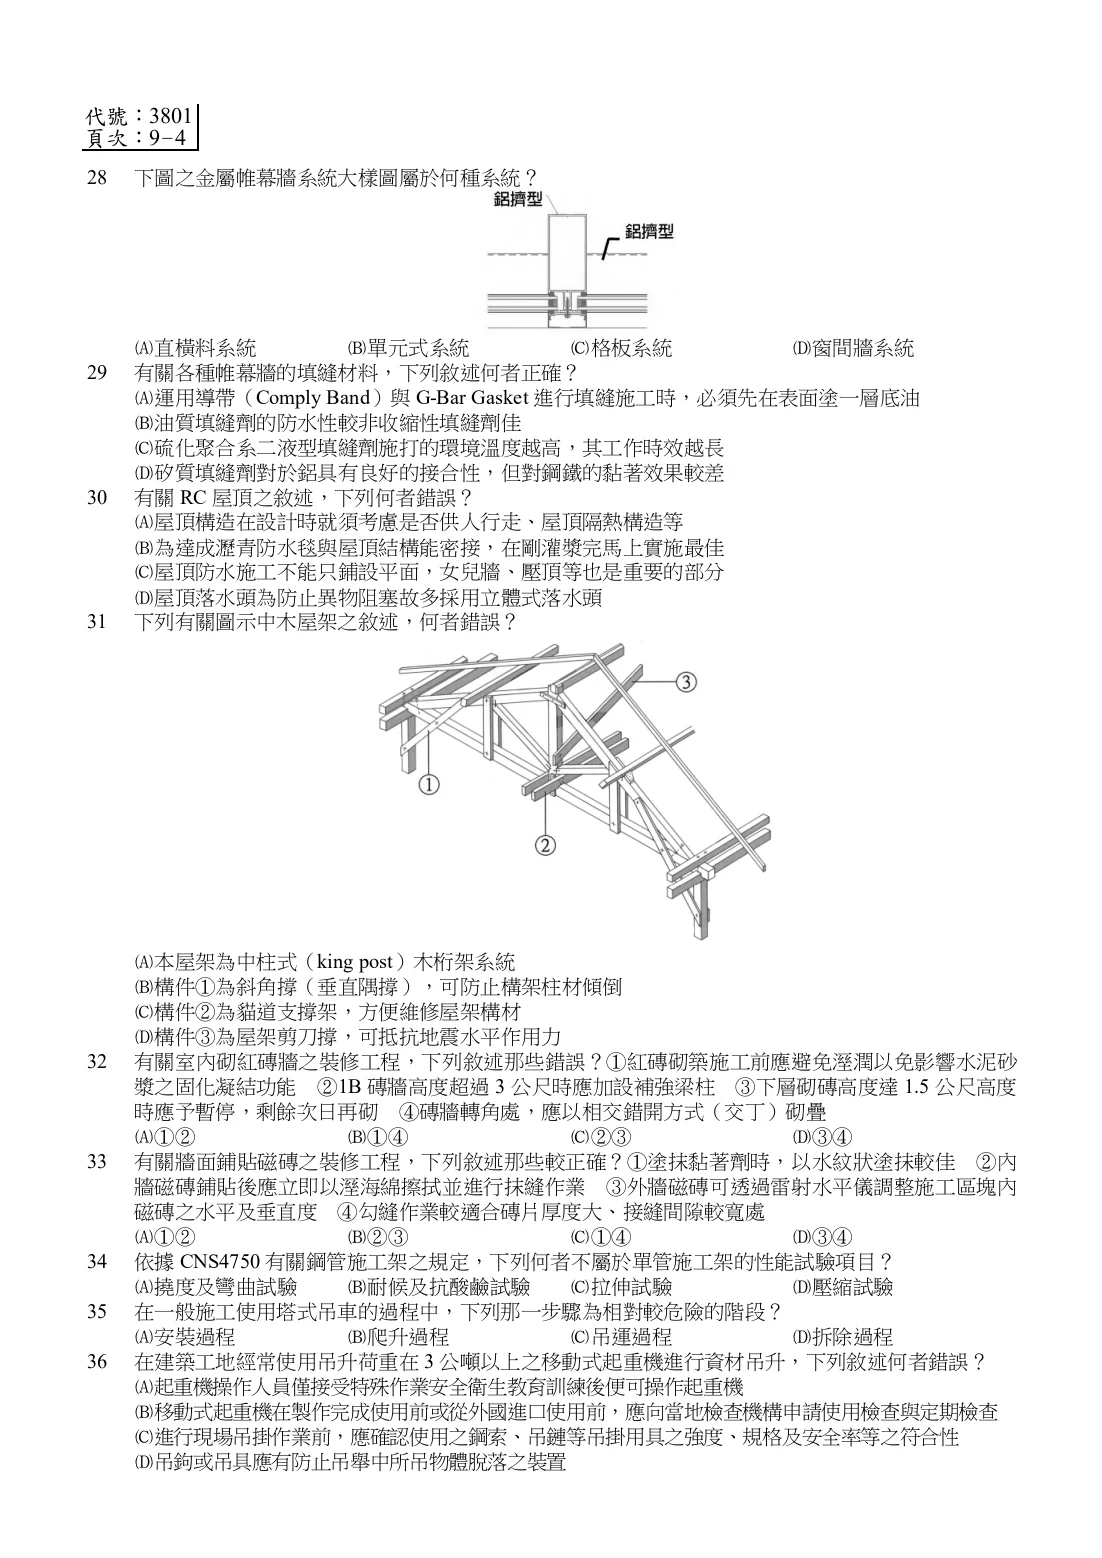 代號：3801
頁次：9－4
28 下圖之金屬帷幕牆系統大樣圖屬於何種系統？
鋁擠型
鋁擠型
(A)直橫料系統 (B)單元式系統 (C)格板系統 (D)窗間牆系統
29 有關各種帷幕牆的填縫材料，下列敘述何者正確？
(A)運用導帶（Comply Band）與 G-Bar Gasket 進行填縫施工時，必須先在表面塗一層底油
(B)油質填縫劑的防水性較非收縮性填縫劑佳
(C)硫化聚合系二液型填縫劑施打的環境溫度越高，其工作時效越長
(D)矽質填縫劑對於鋁具有良好的接合性，但對鋼鐵的黏著效果較差
30 有關 RC 屋頂之敘述，下列何者錯誤？
(A)屋頂構造在設計時就須考慮是否供人行走、屋頂隔熱構造等
(B)為達成瀝青防水毯與屋頂結構能密接，在剛灌漿完馬上實施最佳
(C)屋頂防水施工不能只鋪設平面，女兒牆、壓頂等也是重要的部分
(D)屋頂落水頭為防止異物阻塞故多採用立體式落水頭
31 下列有關圖示中木屋架之敘述，何者錯誤？
③
①
②
(A)本屋架為中柱式（king post）木桁架系統
(B)構件①為斜角撐（垂直隅撐），可防止構架柱材傾倒
(C)構件②為貓道支撐架，方便維修屋架構材
(D)構件③為屋架剪刀撐，可抵抗地震水平作用力
32 有關室內砌紅磚牆之裝修工程，下列敘述那些錯誤？①紅磚砌築施工前應避免溼潤以免影響水泥砂
漿之固化凝結功能 ②1B 磚牆高度超過 3 公尺時應加設補強梁柱 ③下層砌磚高度達 1.5 公尺高度
時應予暫停，剩餘次日再砌 ④磚牆轉角處，應以相交錯開方式（交丁）砌疊
(A)①② (B)①④ (C)②③ (D)③④
33 有關牆面鋪貼磁磚之裝修工程，下列敘述那些較正確？①塗抹黏著劑時，以水紋狀塗抹較佳 ②內
牆磁磚鋪貼後應立即以溼海綿擦拭並進行抹縫作業 ③外牆磁磚可透過雷射水平儀調整施工區塊內
磁磚之水平及垂直度 ④勾縫作業較適合磚片厚度大、接縫間隙較寬處
(A)①② (B)②③ (C)①④ (D)③④
34 依據 CNS4750 有關鋼管施工架之規定，下列何者不屬於單管施工架的性能試驗項目？
(A)撓度及彎曲試驗 (B)耐候及抗酸鹼試驗 (C)拉伸試驗 (D)壓縮試驗
35 在一般施工使用塔式吊車的過程中，下列那一步驟為相對較危險的階段？
(A)安裝過程 (B)爬升過程 (C)吊運過程 (D)拆除過程
36 在建築工地經常使用吊升荷重在 3 公噸以上之移動式起重機進行資材吊升，下列敘述何者錯誤？
(A)起重機操作人員僅接受特殊作業安全衛生教育訓練後便可操作起重機
(B)移動式起重機在製作完成使用前或從外國進口使用前，應向當地檢查機構申請使用檢查與定期檢查
(C)進行現場吊掛作業前，應確認使用之鋼索、吊鏈等吊掛用具之強度、規格及安全率等之符合性
(D)吊鉤或吊具應有防止吊舉中所吊物體脫落之裝置